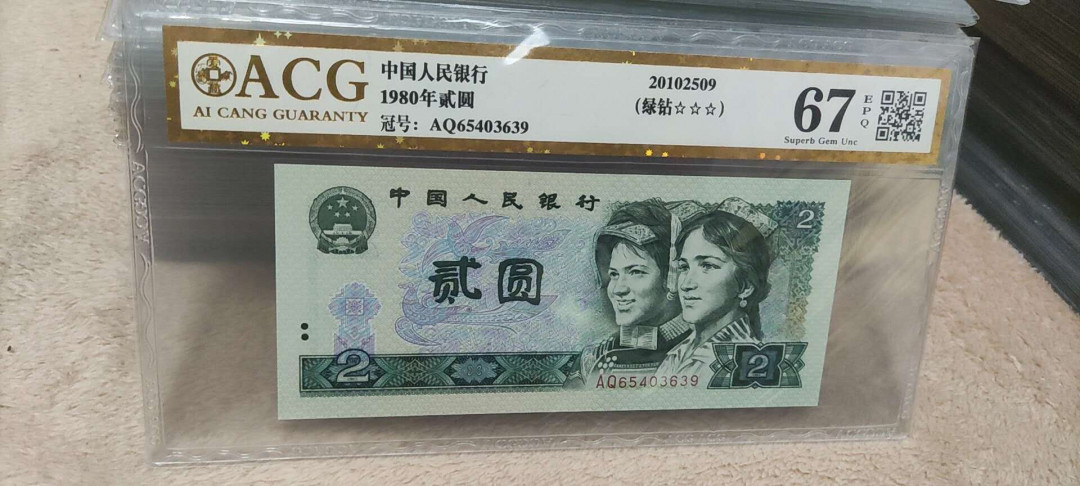 ACG
AI CANG GUARANTY
中国人民银行
1980年贰圆
冠号：AQ65403639
20102509
（绿钻☆☆☆）
67
EPQ
Superb Gem Unc
中国人民银行
2
贰圆
2
AQ65403639
2